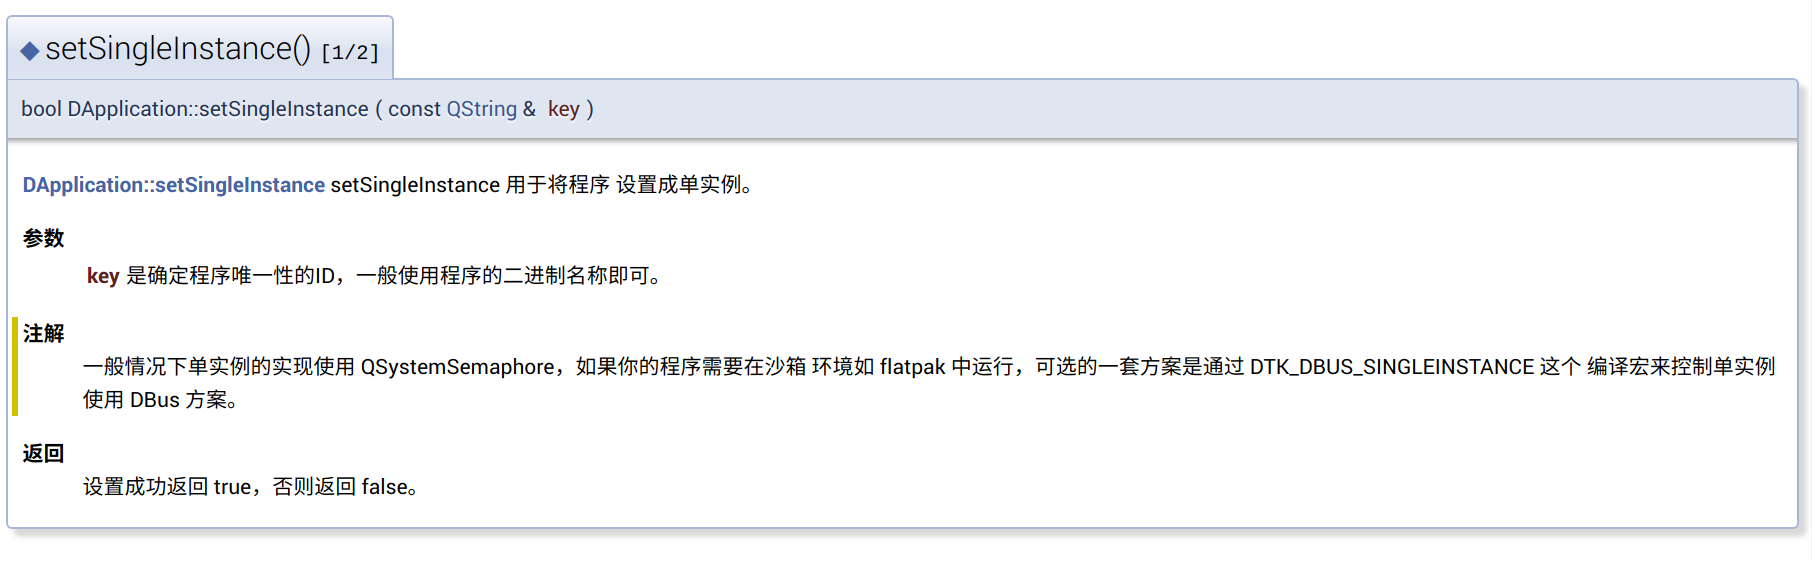 ◆ setSingleInstance() [1/2]
bool DApplication::setSingleInstance ( const QString & key )
DApplication::setSingleInstance setSingleInstance 用于将程序 设置成单实例。
参数
key 是确定程序唯一性的ID，一般使用程序的二进制名称即可。
注解
一般情况下单实例的实现使用 QSystemSemaphore，如果你的程序需要在沙箱 环境如 flatpak 中运行，可选的一套方案是通过 DTK_DBUS_SINGLEINSTANCE 这个 编译宏来控制单实例
使用 DBus 方案。
返回
设置成功返回 true，否则返回 false。